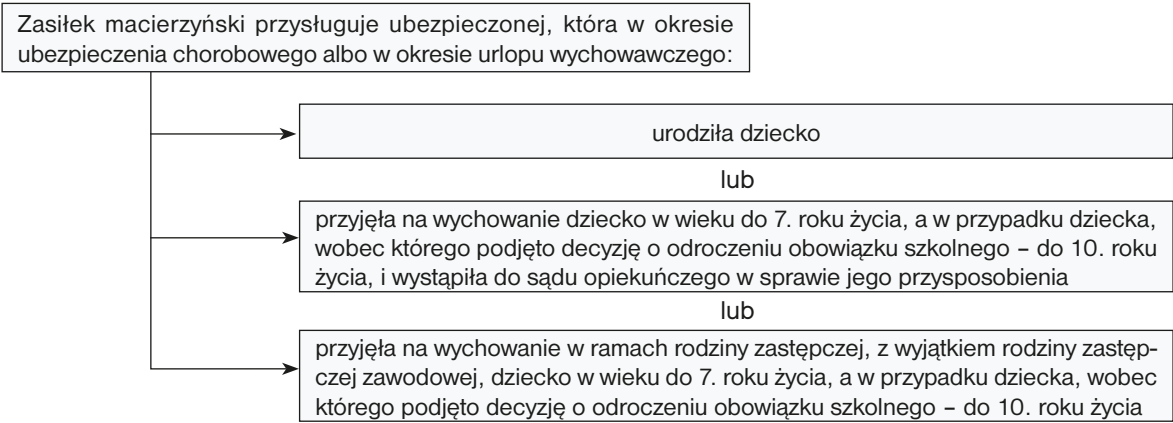 Zasiłek macierzyński przysługuje ubezpieczonej, która w okresie
ubezpieczenia chorobowego albo w okresie urlopu wychowawczego:
urodziła dziecko
lub
przyjęła na wychowanie dziecko w wieku do 7. roku życia, a w przypadku dziecka,
wobec którego podjęto decyzję o odroczeniu obowiązku szkolnego – do 10. roku
życia, i wystąpiła do sądu opiekuńczego w sprawie jego przysposobienia
lub
przyjęła na wychowanie w ramach rodziny zastępczej, z wyjątkiem rodziny zastęp-
czej zawodowej, dziecko w wieku do 7. roku życia, a w przypadku dziecka, wobec
którego podjęto decyzję o odroczeniu obowiązku szkolnego – do 10. roku życia